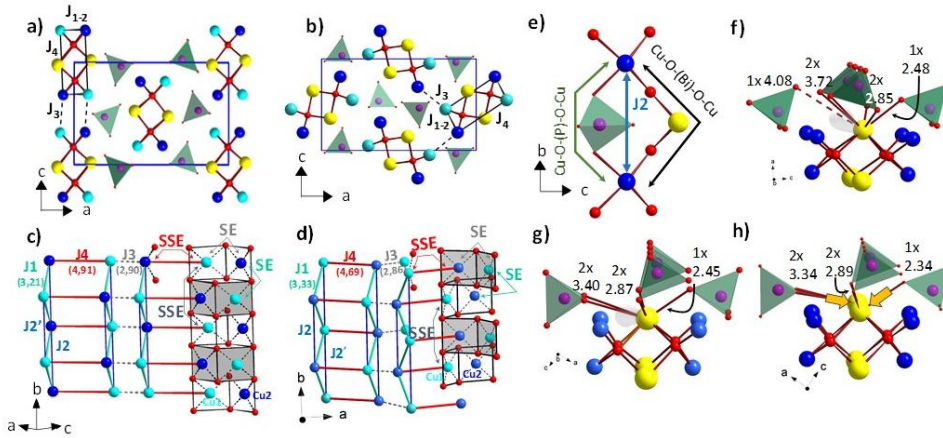 a)
J1-2
J4
J3
c
a
b)
J3
J1-2
J4
b
a
e)
Cu-O-(P)-O-Cu
J2
Cu-O-(Bi)-O-Cu
b
c
f)
1x
2.48
2x
3.72
1x 4.08
2x
2.85
a
b
c
c)
J1
(3,21)
J4
(4,91)
J3
(2,90)
SSE
SE
SE
SSE
J2’
J2
Cu1
Cu2
b
a
c
d)
J1
(3,33)
J4
(4,69)
J3
(2,86
SSE
SE
SE
SSE
J2
J2’
Cu1
Cu2
b
a
g)
2x
3.40
2x
2.87
1x
2.45
b
a
c
h)
2x
3.34
2x
2.89
1x
2.34
a
c